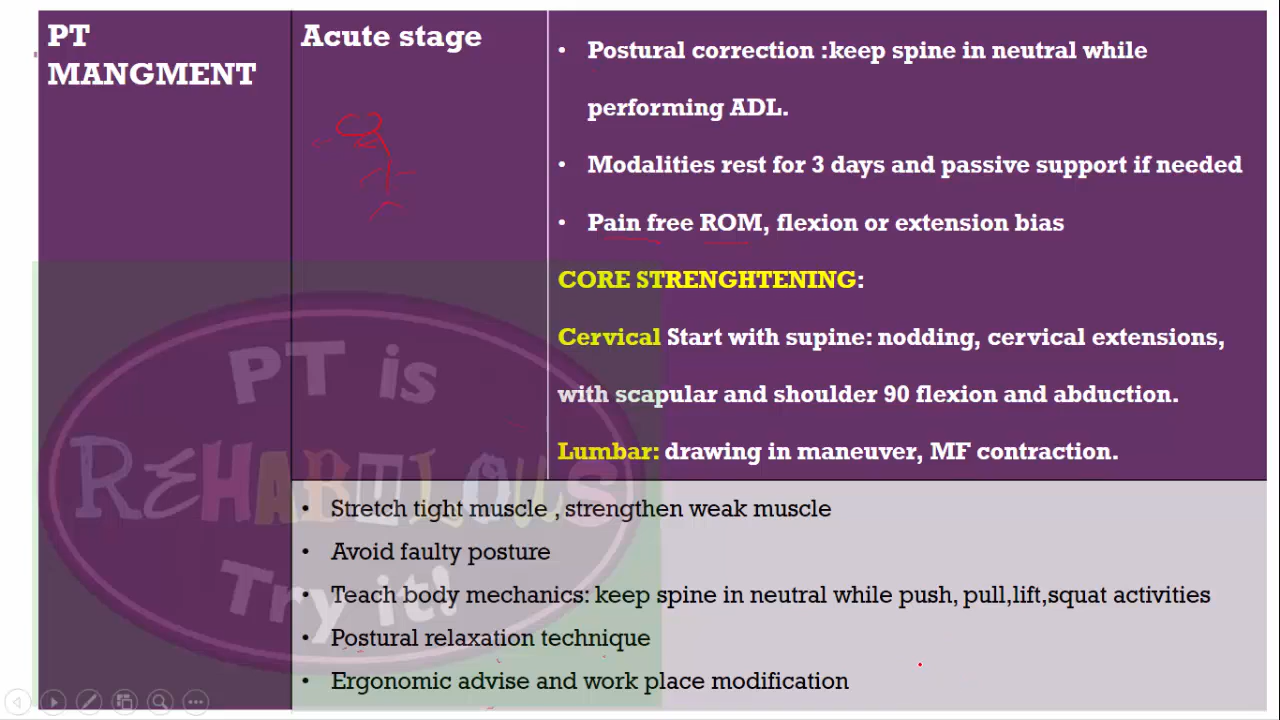 PT
MANGMENT
Acute stage
• Postural correction :keep spine in neutral while
performing ADL.
• Modalities rest for 3 days and passive support if needed
• Pain free ROM, flexion or extension bias
CORE STRENGHTENING:
Cervical Start with supine: nodding, cervical extensions,
with scapular and shoulder 90 flexion and abduction.
Lumbar: drawing in maneuver, MF contraction.
• Stretch tight muscle , strengthen weak muscle
• Avoid faulty posture
• Teach body mechanics: keep spine in neutral while push, pull,lift,squat activities
• Postural relaxation technique
• Ergonomic advise and work place modification
PT is
REHABULOUS
Try it!